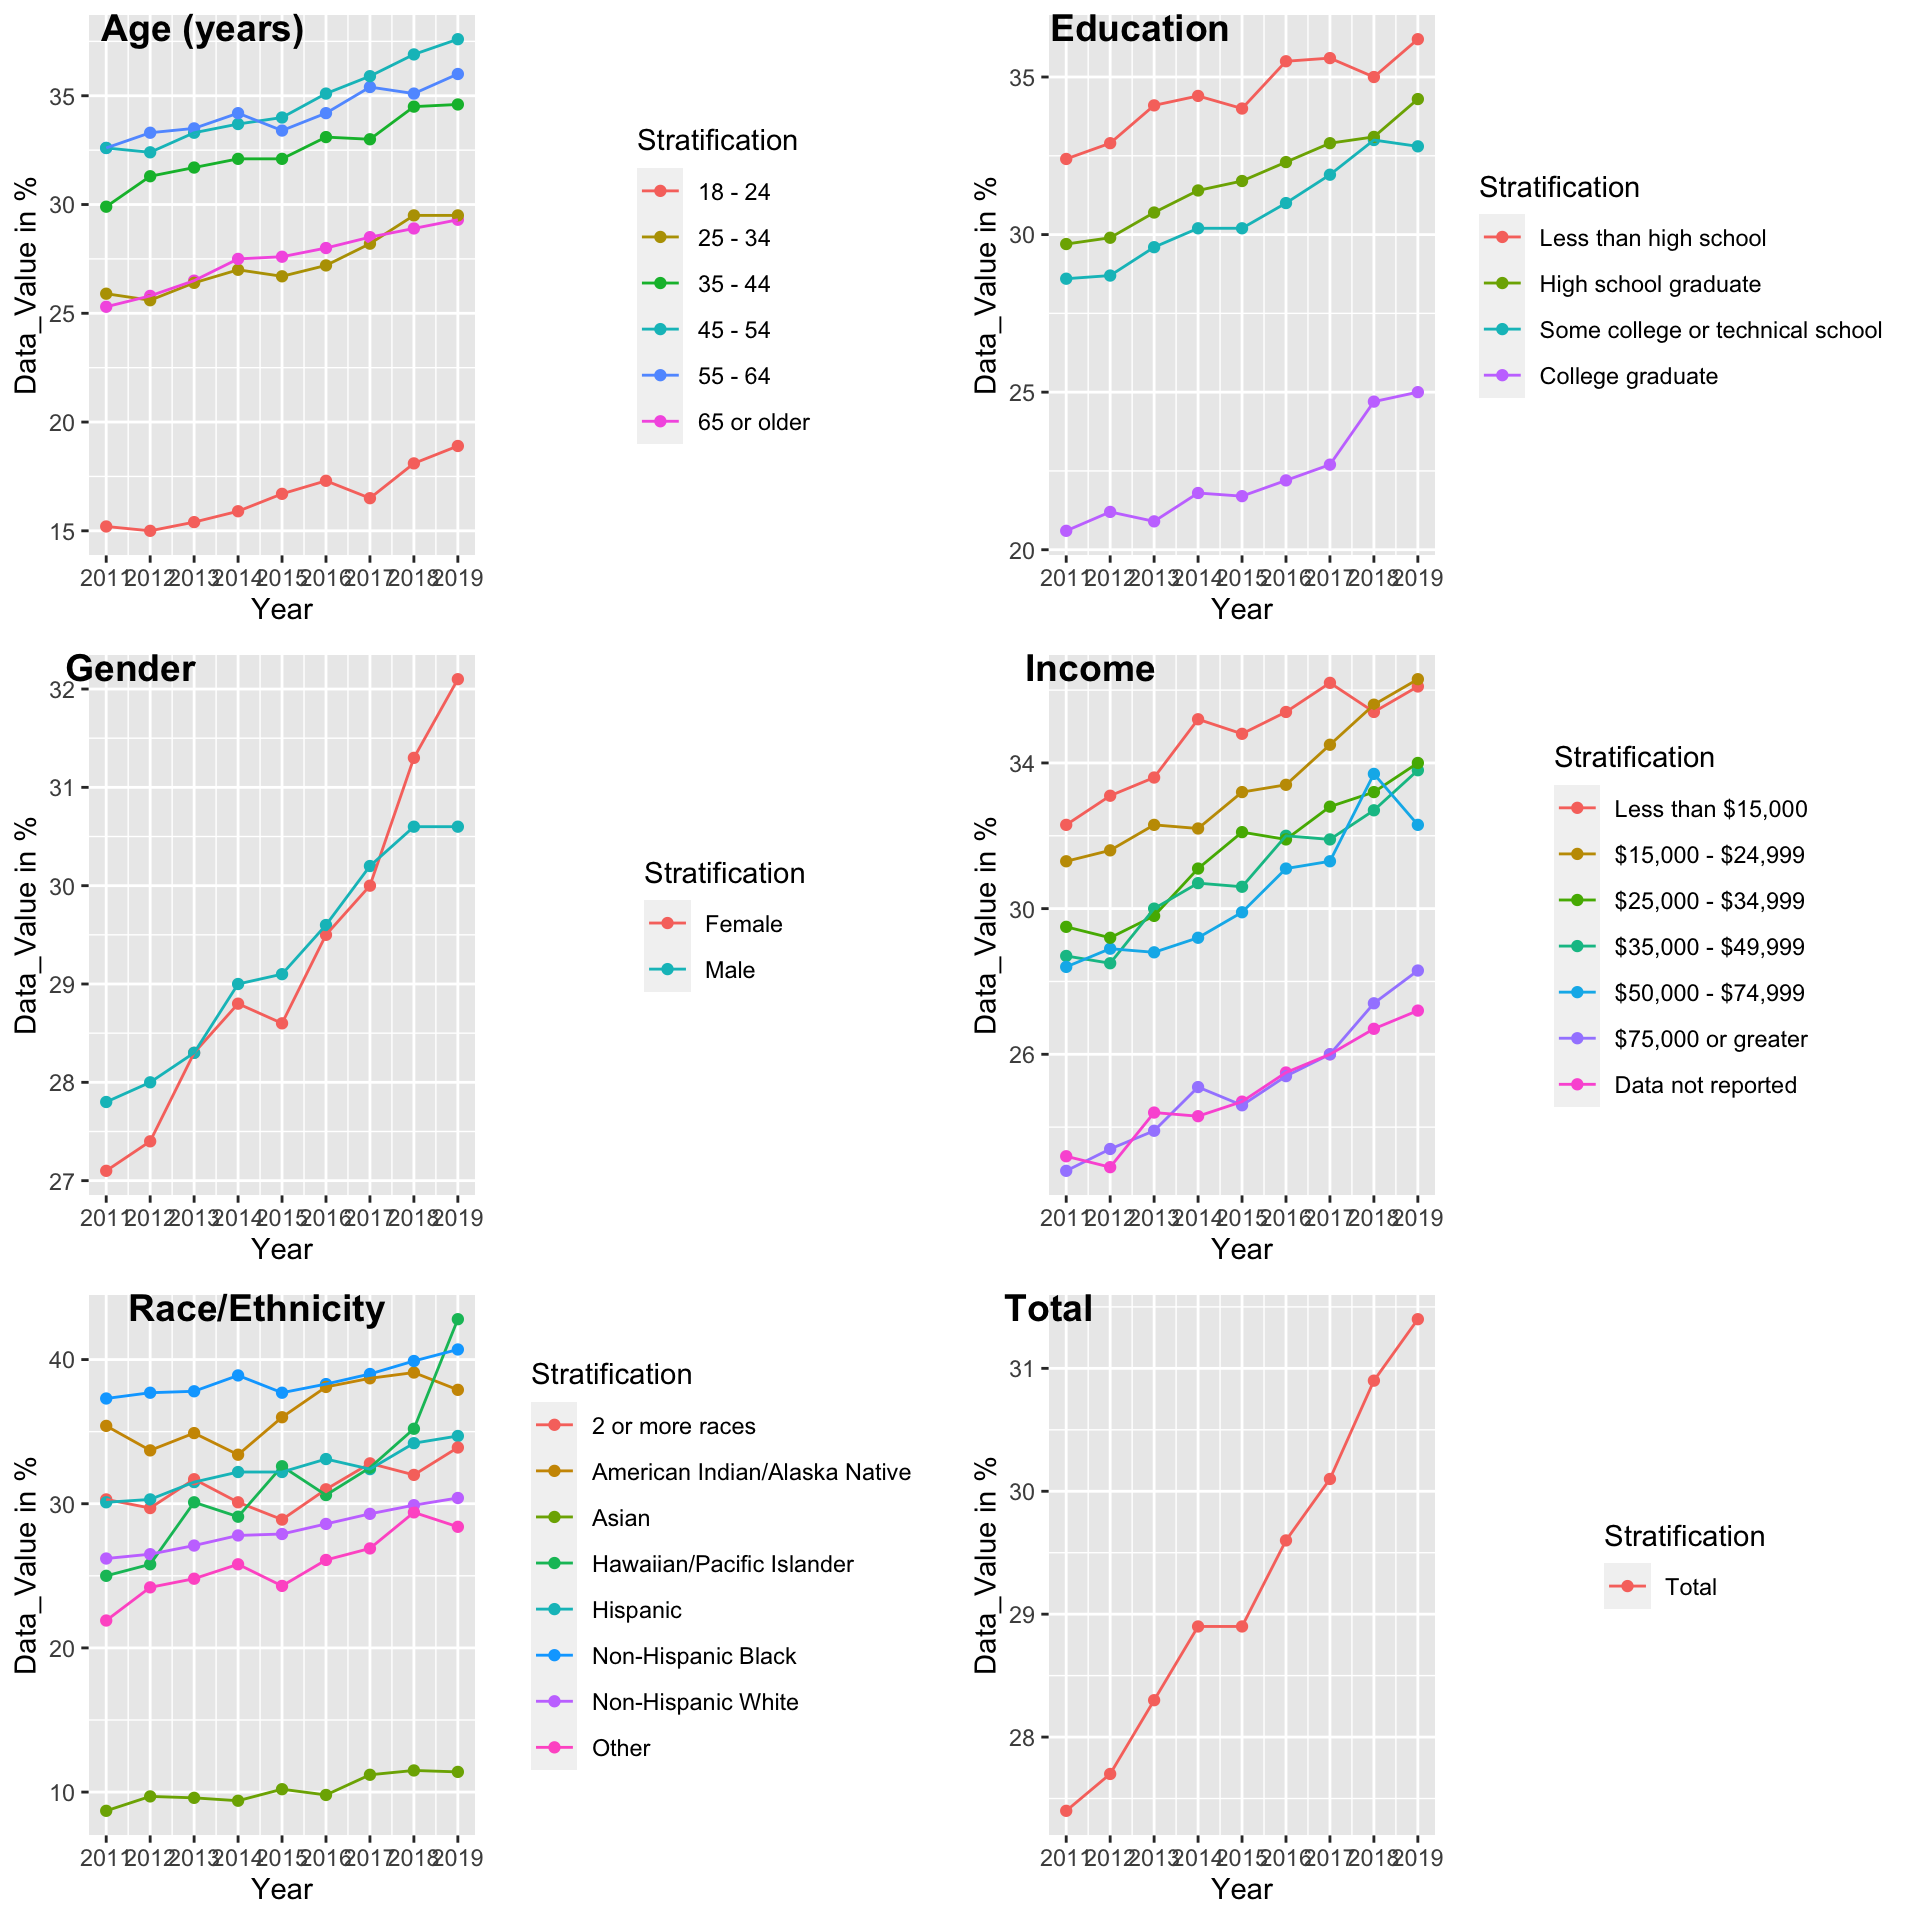 Age (years)
35
30
25
20
15
Data_Value in %
2011 2012 2013 2014 2015 2016 2017 2018 2019
Year
Stratification
18 - 24
25 - 34
35 - 44
45 - 54
55 - 64
65 or older
Education
35
30
25
20
Data_Value in %
2011 2012 2013 2014 2015 2016 2017 2018 2019
Year
Stratification
Less than high school
High school graduate
Some college or technical school
College graduate
Gender
32
31
30
29
28
27
Data_Value in %
2011 2012 2013 2014 2015 2016 2017 2018 2019
Year
Stratification
Female
Male
Income
34
30
26
Data_Value in %
2011 2012 2013 2014 2015 2016 2017 2018 2019
Year
Stratification
Less than $15,000
$15,000 - $24,999
$25,000 - $34,999
$35,000 - $49,999
$50,000 - $74,999
$75,000 or greater
Data not reported
Race/Ethnicity
40
30
20
10
Data_Value in %
2011 2012 2013 2014 2015 2016 2017 2018 2019
Year
Stratification
2 or more races
American Indian/Alaska Native
Asian
Hawaiian/Pacific Islander
Hispanic
Non-Hispanic Black
Non-Hispanic White
Other
Total
31
30
29
28
Data_Value in %
2011 2012 2013 2014 2015 2016 2017 2018 2019
Year
Stratification
Total